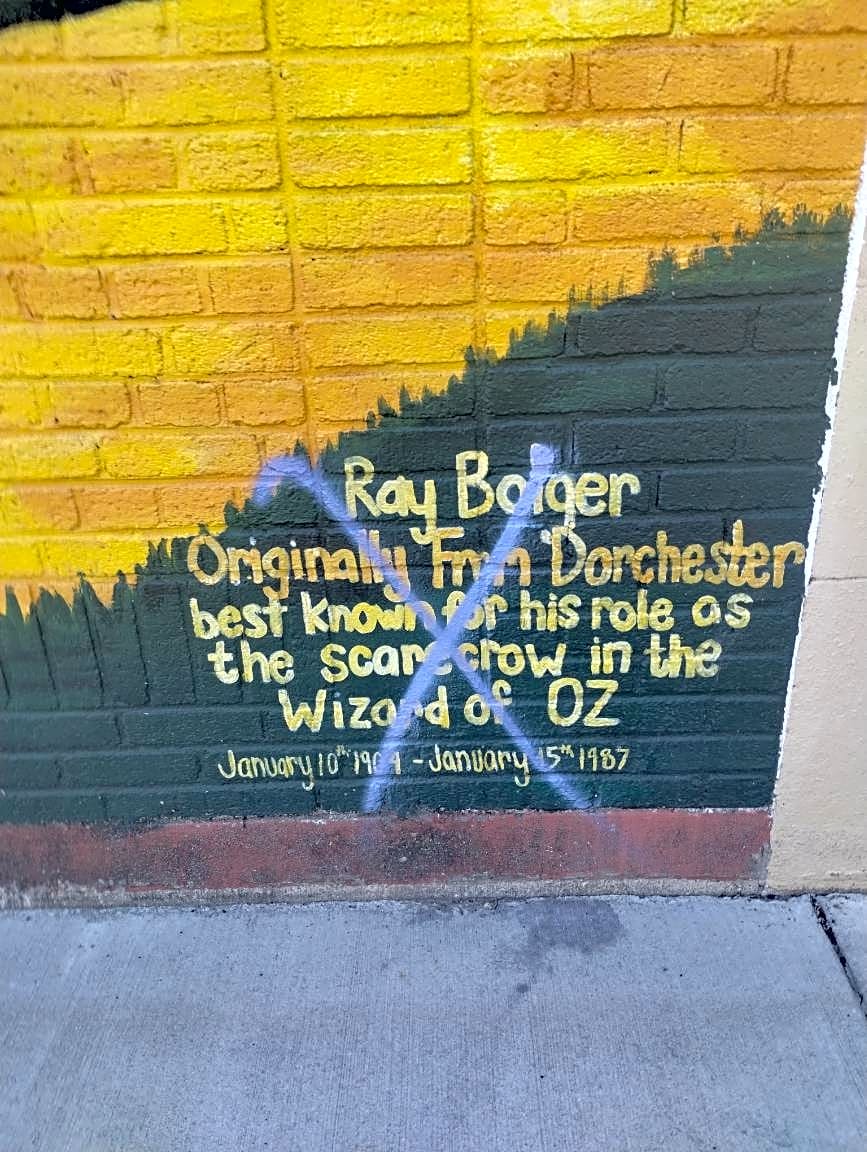 Ray Bolger
Originally From Dorchester
best known for his role as
the scarecrow in the
Wizard of OZ
January 10th - January 15th 1987